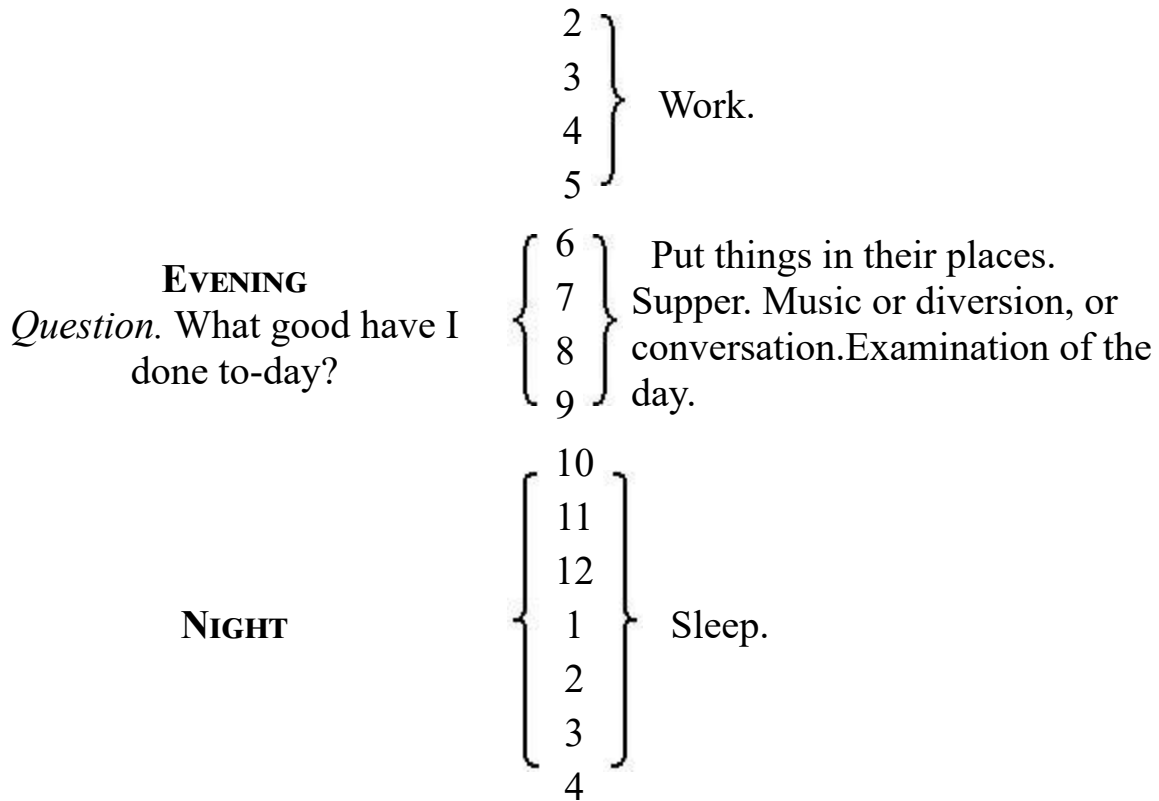 2
3
4
5
Work.
EVENING
Question. What good have I
done to-day?
6
7
8
9
Put things in their places.
Supper. Music or diversion, or
conversation.Examination of the
day.
NIGHT
10
11
12
1
2
3
4
Sleep.